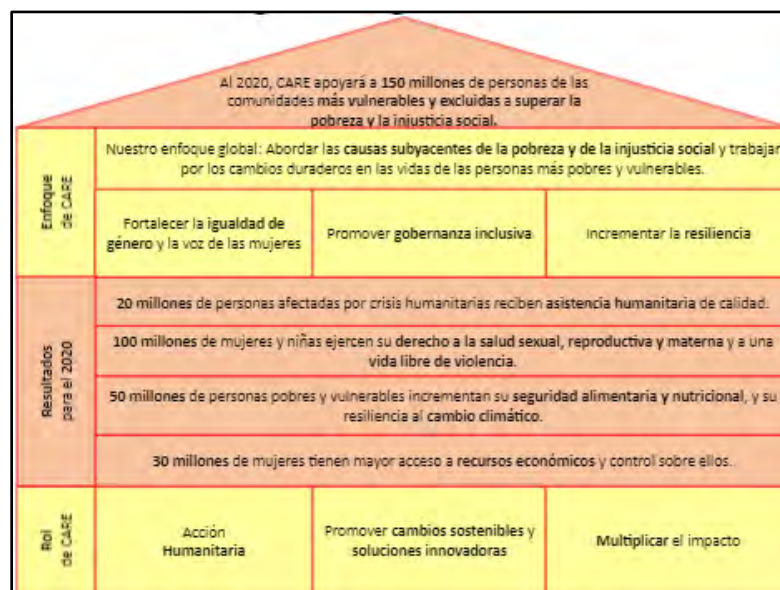 Al 2020, CARE apoyará a 150 millones de personas de las
comunidades más vulnerables y excluidas a superar la
pobreza y la injusticia social.
Enfoque
de CARE
Nuestro enfoque global: Abordar las causas subyacentes de la pobreza y de la injusticia social y trabajar
por los cambios duraderos en las vidas de las personas más pobres y vulnerables.
Fortalecer la igualdad de
género y la voz de las mujeres
Promover gobernanza inclusiva
Incrementar la resiliencia
Resultados
para el 2020
20 millones de personas afectadas por crisis humanitarias reciben asistencia humanitaria de calidad.
100 millones de mujeres y niñas ejercen su derecho a la salud sexual, reproductiva y materna y a una
vida libre de violencia.
50 millones de personas pobres y vulnerables incrementan su seguridad alimentaria y nutricional, y su
resiliencia al cambio climático.
30 millones de mujeres tienen mayor acceso a recursos económicos y control sobre ellos.
Rol
de CARE
Acción
Humanitaria
Promover cambios sostenibles y
soluciones innovadoras
Multiplicar el impacto